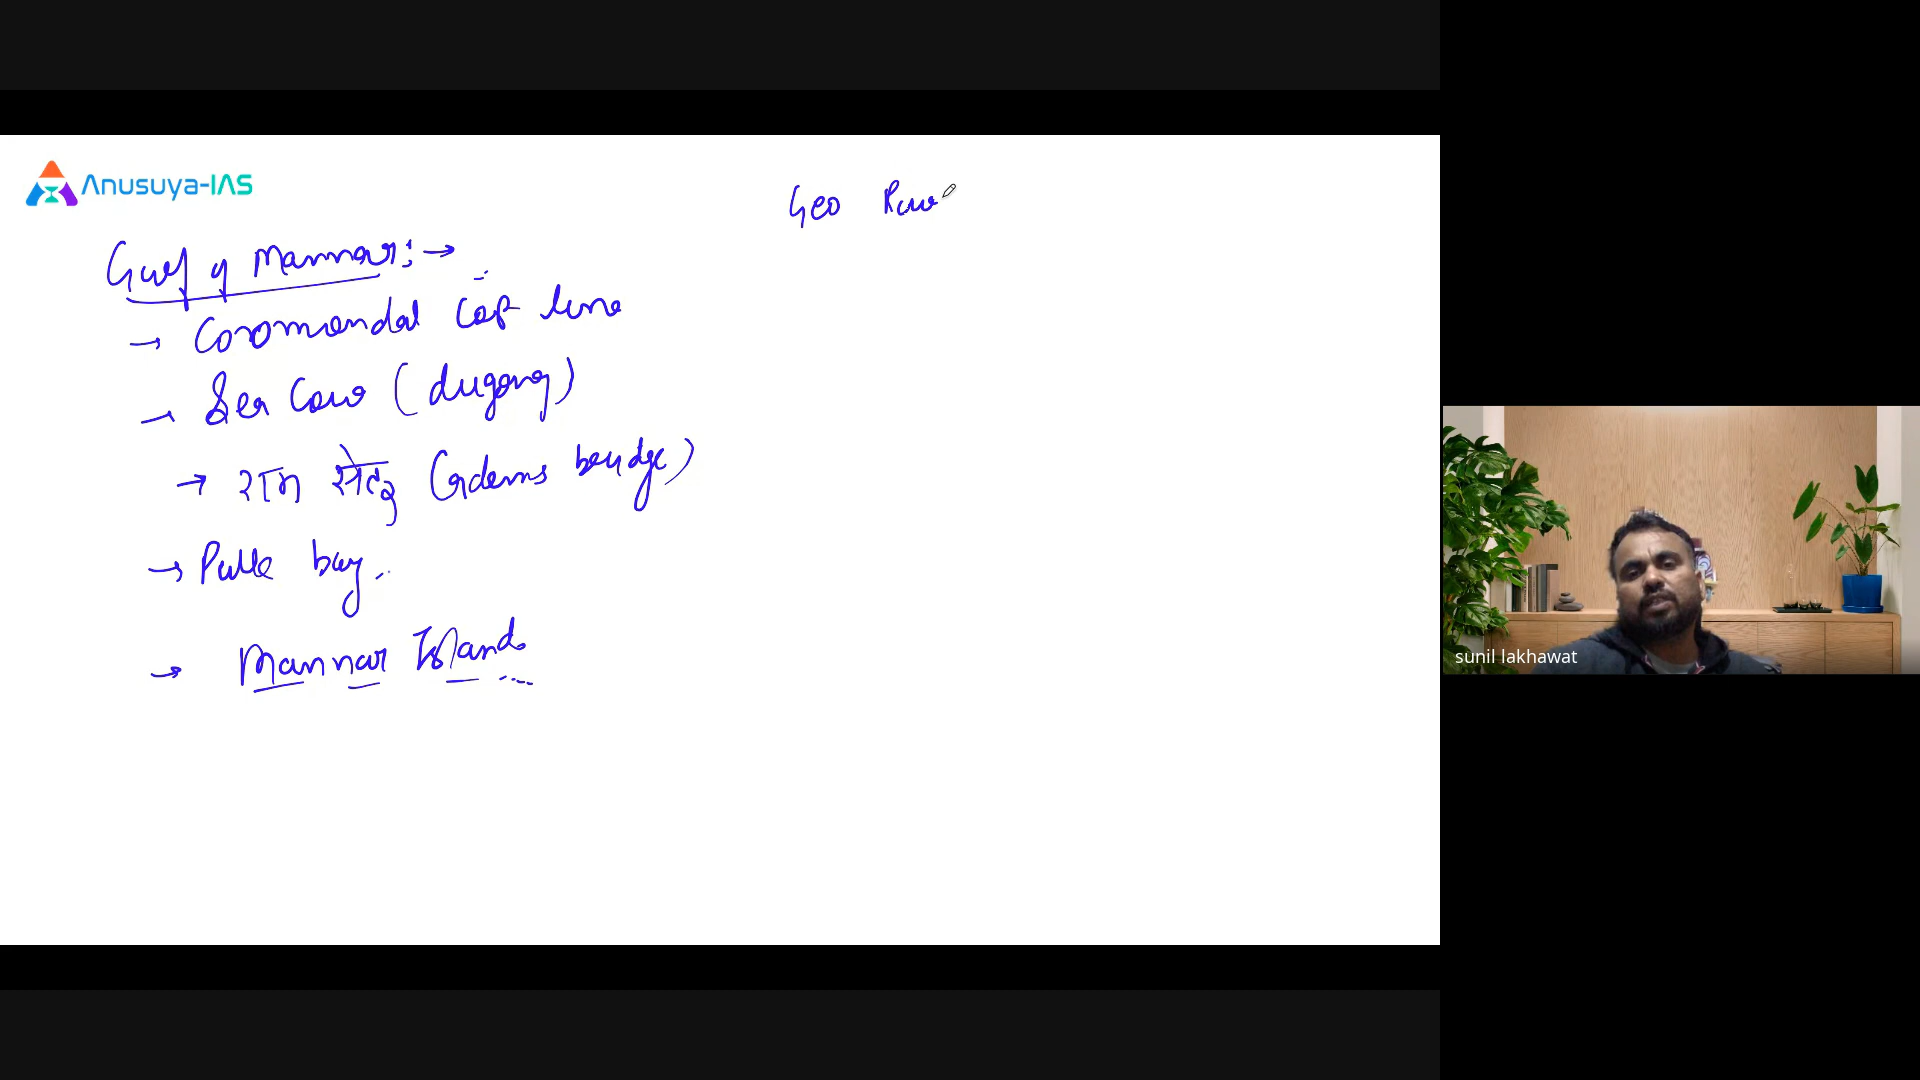 Anusuya-IAS
Geo
Gulf of Mannar:→
→ Coromandal Cost line
→ Sea Cow (dugong)
→ राम सेतु (Adems bridge)
→ Palk bay..
→ Mannar Island
sunil lakhawat